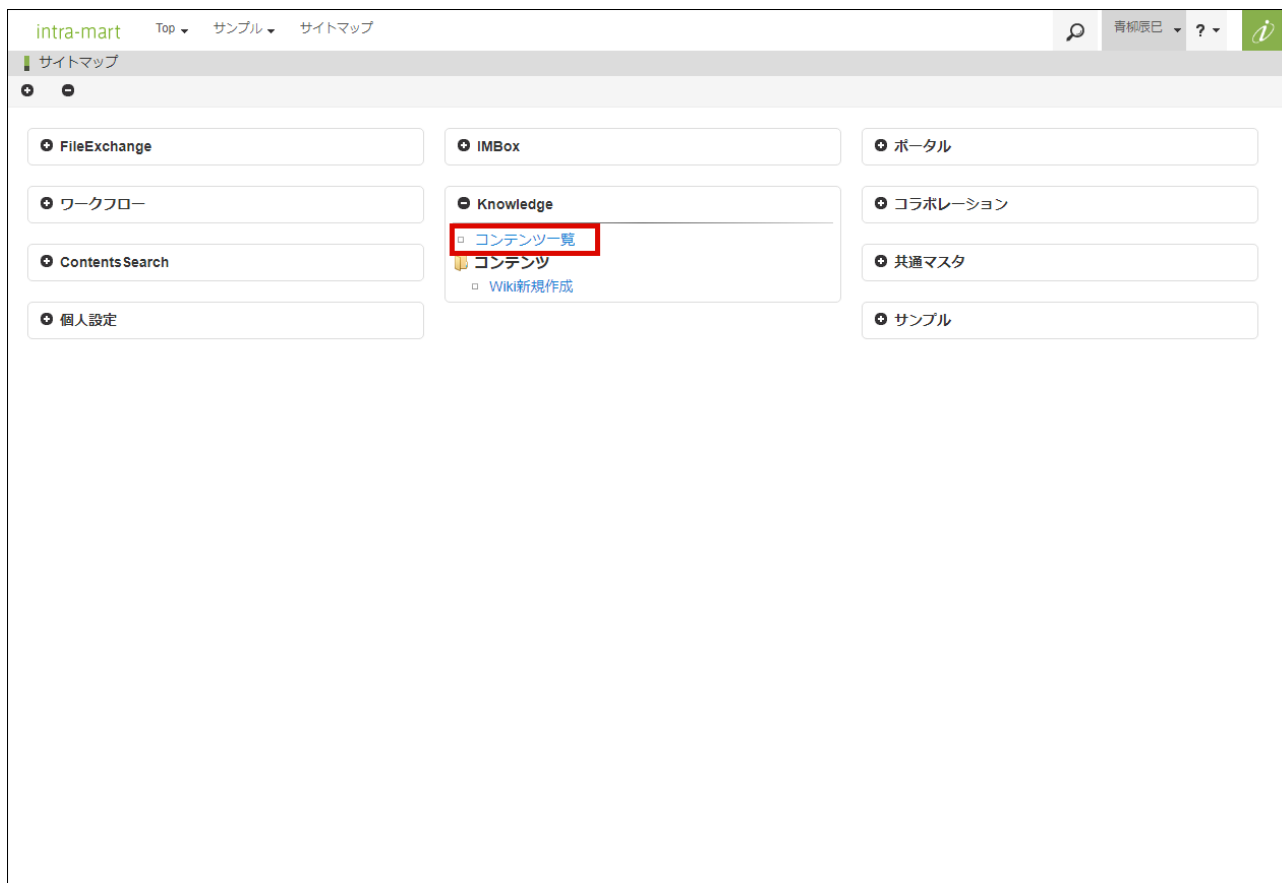 intra-mart Top サンプル サイトマップ 青柳辰巳 ?
サイトマップ
FileExchange IMBox ポータル
ワークフロー Knowledge コラボレーション
コンテンツ一覧
ContentsSearch コンテンツ 共通マスタ
Wiki新規作成
個人設定 サンプル